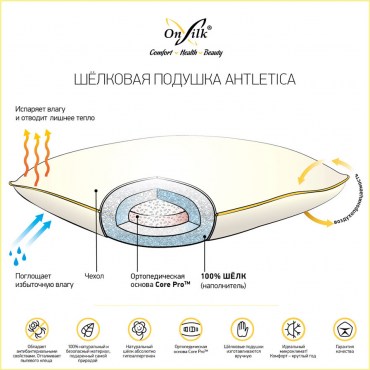 OnSilk®
Comfort ~ Health ~ Beauty
ШЁЛКОВАЯ ПОДУШКА AHTLETICA
Испаряет влагу
и отводит лишнее тепло
воздухопроницаемость
Поглощает
избыточную влагу
Чехол
Ортопедическая
основа Core Pro™
100% ШЁЛК
(наполнитель)
Обладает
антибактериальными
свойствами. Отталкивает
пылевого клеща
100% натуральный и
безопасный материал,
подаренный самой
природой
Натуральный
шёлк абсолютно
гипоаллергенен
Ортопедическая
основа Core Pro™
Шёлковые подушки
изготавливаются
вручную
Идеальный
микроклимат!
Комфорт - круглый год
Гарантия
качества